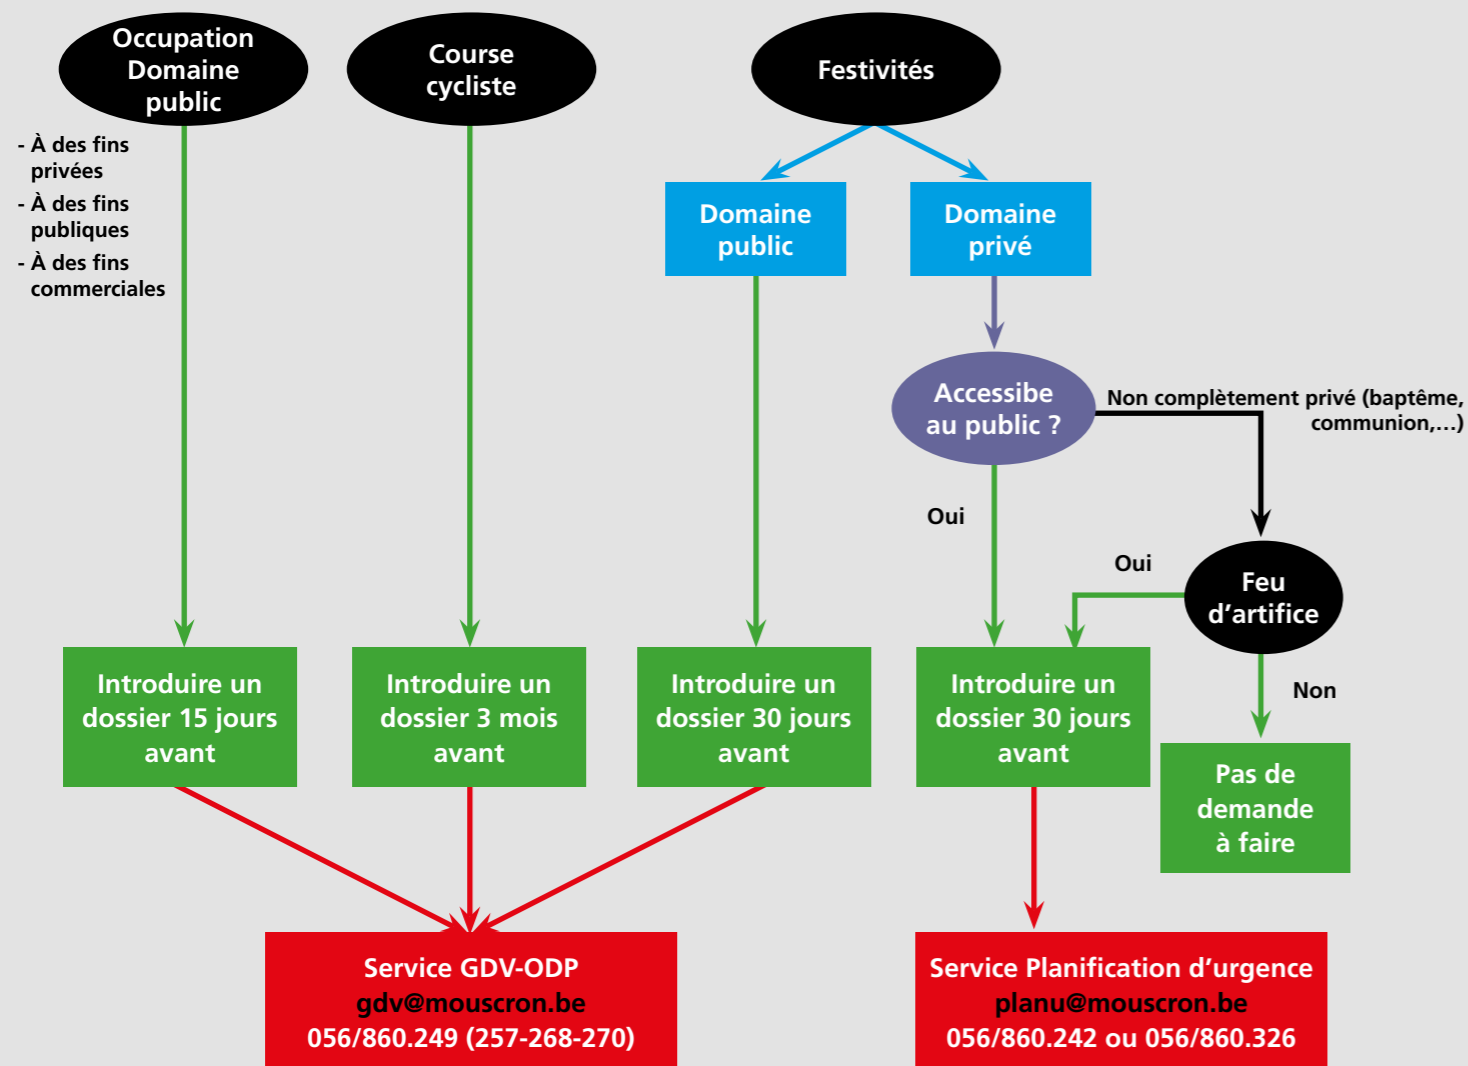 Occupation
Domaine
public
Course
cycliste
Festivités
- À des fins
privées
- À des fins
publiques
- À des fins
commerciales
Domaine
public
Domaine
privé
Accessibe
au public ?
Non complètement privé (baptême,
communion,...)
Oui
Oui
Feu
d’artifice
Non
Introduire un
dossier 15 jours
avant
Introduire un
dossier 3 mois
avant
Introduire un
dossier 30 jours
avant
Introduire un
dossier 30 jours
avant
Pas de
demande
à faire
Service GDV-ODP
gdv@mouscron.be
056/860.249 (257-268-270)
Service Planification d’urgence
planu@mouscron.be
056/860.242 ou 056/860.326